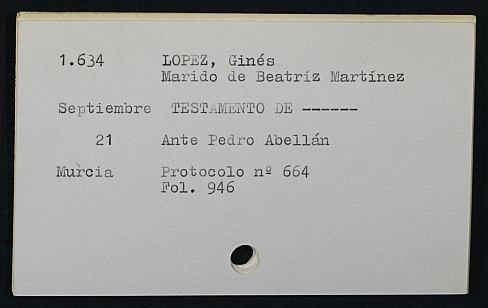 1.634 LOPEZ, Ginés
Marido de Beatríz Martínez
Septiembre TESTAMENTO DE ------
21 Ante Pedro Abellán
Murcia Protocolo nº 664
Fol. 946